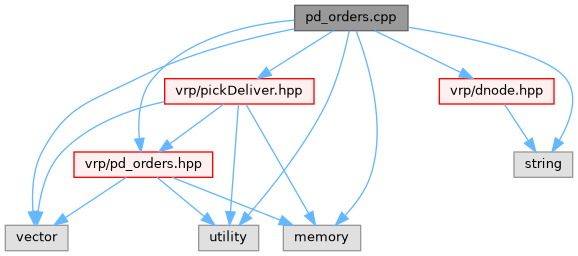 pd_orders.cpp
vrp/pickDeliver.hpp
vrp/dnode.hpp
vrp/pd_orders.hpp
string
vector
utility
memory